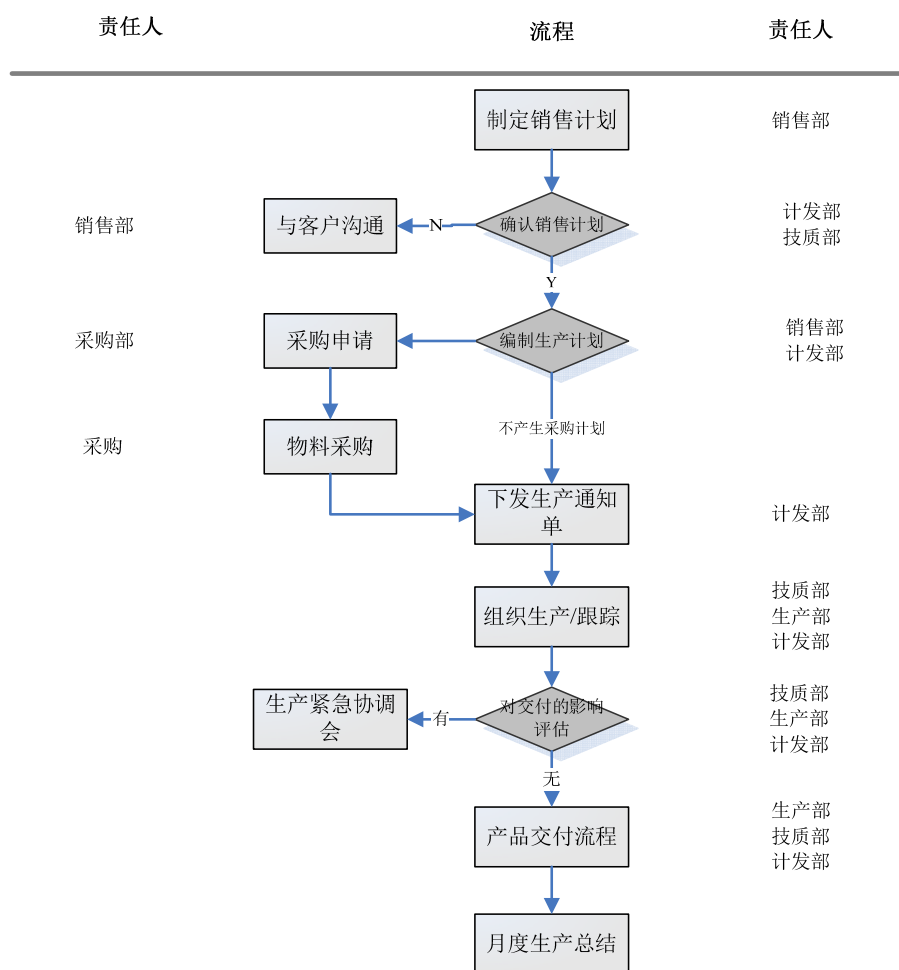 责任人
流程
责任人
制定销售计划
销售部
销售部
与客户沟通
N
确认销售计划
计发部
技质部
Y
采购部
采购申请
编制生产计划
销售部
计发部
采购
物料采购
不产生采购计划
下发生产通知
单
计发部
组织生产/跟踪
技质部
生产部
计发部
生产紧急协调
会
有
对交付的影响
评估
技质部
生产部
计发部
无
产品交付流程
生产部
技质部
计发部
月度生产总结